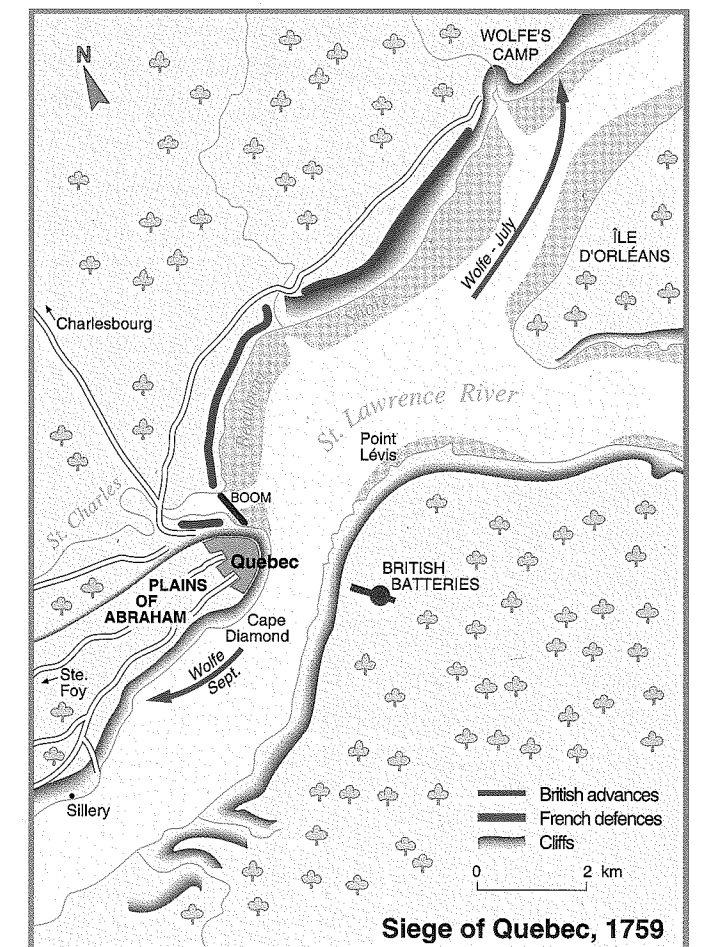 WOLFE'S
CAMP
N
Wolfe - July
ÎLE
D'ORLÉANS
Charlesbourg
Beauport
Shore
St. Lawrence River
Point
Lévis
BOOM
St. Charles
Quebec
BRITISH
BATTERIES
PLAINS
OF
ABRAHAM
Cape
Diamond
Wolfe
Sept.
Ste.
Foy
Sillery
British advances
French defences
Cliffs
0 2 km
Siege of Quebec, 1759